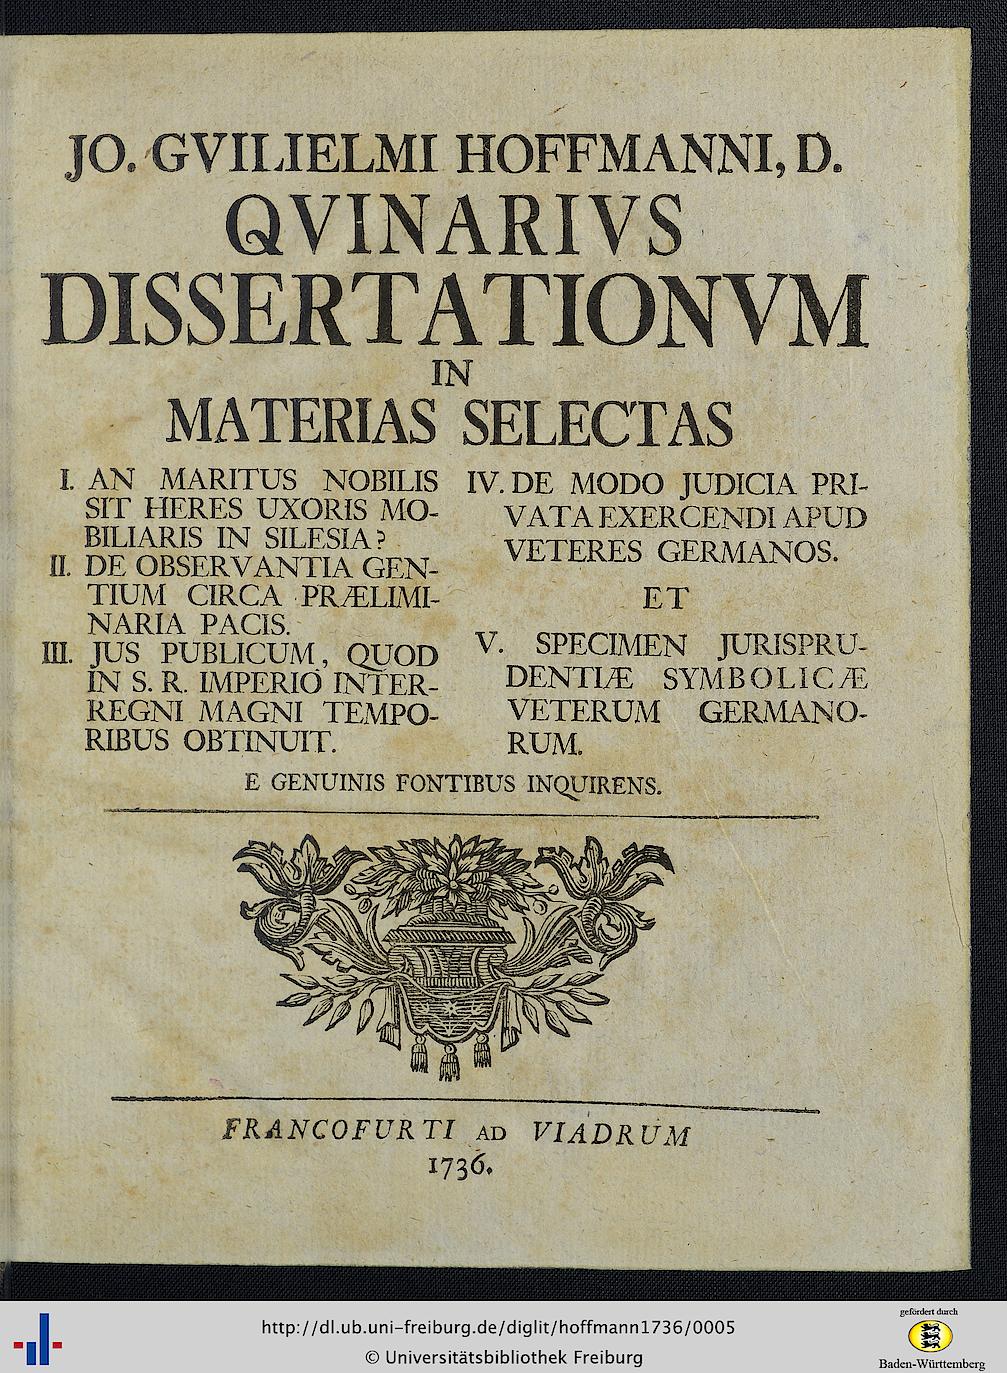 JO. GVILIELMI HOFFMANNI, D.
QVINARIVS
DISSERTATIONVM
IN
MATERIAS SELECTAS
I. AN MARITUS NOBILIS
SIT HERES UXORIS MO-
BILIARIS IN SILESIA?
II. DE OBSERVANTIA GEN-
TIUM CIRCA PRÆLIMI-
NARIA PACIS.
III. JUS PUBLICUM, QUOD
IN S. R. IMPERIO INTER-
REGNI MAGNI TEMPO-
RIBUS OBTINUIT.
IV. DE MODO JUDICIA PRI-
VATA EXERCENDI APUD
VETERES GERMANOS.
ET
V. SPECIMEN JURISPRU-
DENTIÆ SYMBOLICÆ
VETERUM GERMANO-
RUM.
E GENUINIS FONTIBUS INQUIRENS.
FRANCOFURTI AD VIADRUM
1736.
http://dl.ub.uni-freiburg.de/diglit/hoffmann1736/0005
© Universitätsbibliothek Freiburg
gefördert durch
Baden-Württemberg